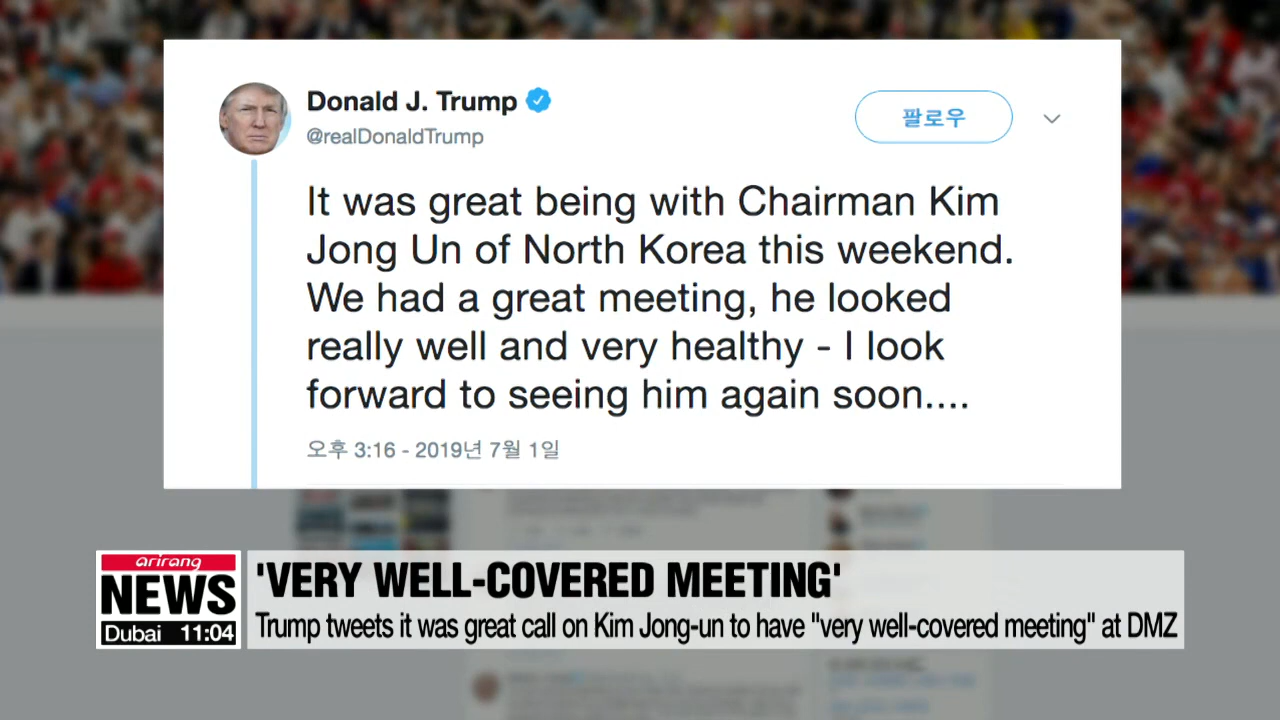 Donald J. Trump
@realDonaldTrump
팔로우
It was great being with Chairman Kim
Jong Un of North Korea this weekend.
We had a great meeting, he looked
really well and very healthy - I look
forward to seeing him again soon....
오후 3:16 - 2019년 7월 1일
arirang
NEWS
Dubai 11:04
'VERY WELL-COVERED MEETING'
Trump tweets it was great call on Kim Jong-un to have "very well-covered meeting" at DMZ